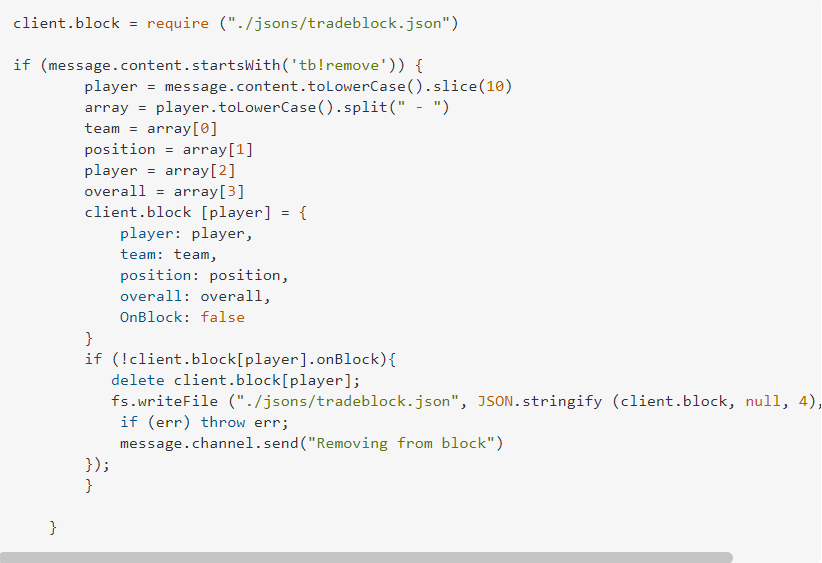 client.block = require ("./jsons/tradeblock.json")
if (message.content.startsWith('tb!remove')) {
player = message.content.toLowerCase().slice(10)
array = player.toLowerCase().split(" - ")
team = array[0]
position = array[1]
player = array[2]
overall = array[3]
client.block [player] = {
player: player,
team: team,
position: position,
overall: overall,
OnBlock: false
}
if (!client.block[player].onBlock){
delete client.block[player];
fs.writeFile ("./jsons/tradeblock.json", JSON.stringify (client.block, null, 4),
if (err) throw err;
message.channel.send("Removing from block")
});
}
}